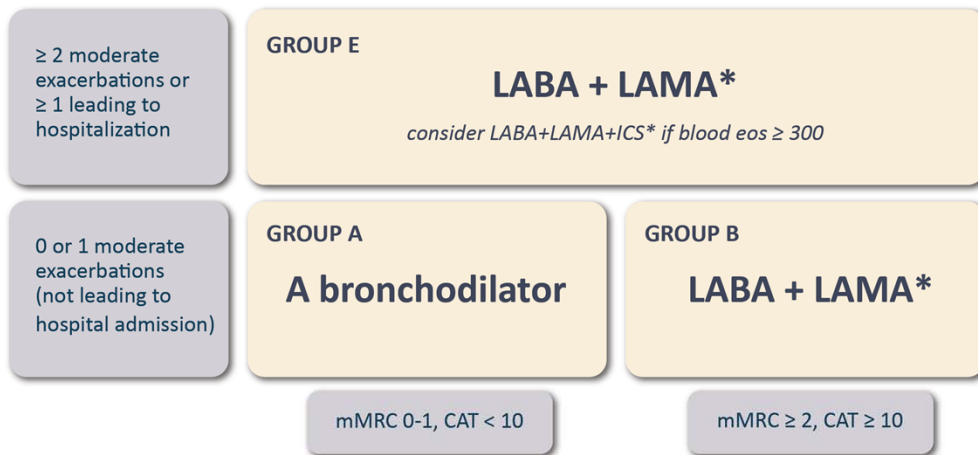 ≥ 2 moderate
exacerbations or
≥ 1 leading to
hospitalization
GROUP E
LABA + LAMA*
consider LABA+LAMA+ICS* if blood eos ≥ 300
0 or 1 moderate
exacerbations
(not leading to
hospital admission)
GROUP A
A bronchodilator
GROUP B
LABA + LAMA*
mMRC 0-1, CAT < 10
mMRC ≥ 2, CAT ≥ 10